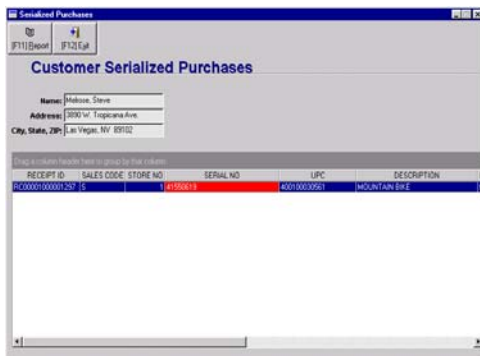 Serialized Purchases
[F11] Report [F12] Exit
Customer Serialized Purchases
Name: Melrose, Steve
Address: 3890 W. Tropicana Ave.
City, State, ZIP: Las Vegas, NV 89102
Drag a column header here to group by that column
RECEIPT ID SALES CODE STORE NO SERIAL NO UPC DESCRIPTION
RC00001000001297 S 1 41550619 400100030561 MOUNTAIN BIKE